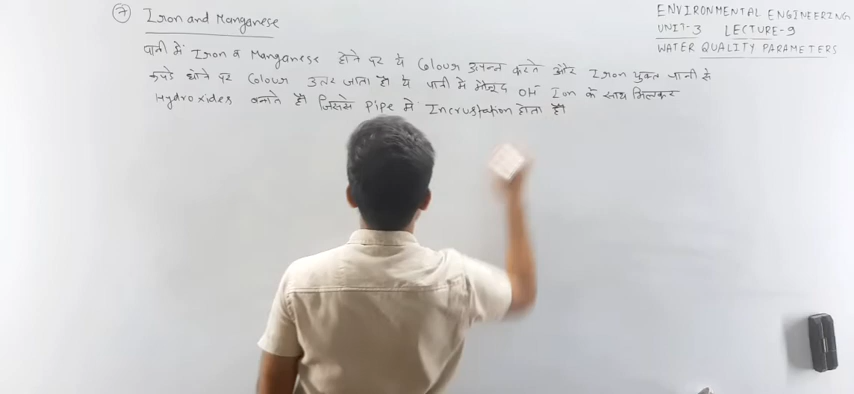 ENVIRONMENTAL ENGINEERING
UNIT-3 LECTURE-9
WATER QUALITY PARAMETERS
⑦ Iron and Manganese
पानी में Iron व Manganese होने पर ये Colour उत्पन्न करते और Iron युक्त पानी से
कपडे धोने पर Colour उतर जाता है। ये पानी में मौजूद OH⁻ Ion के साथ मिलकर
Hydroxides बनाते हैं। जिससे Pipe में Incrustation होता है।